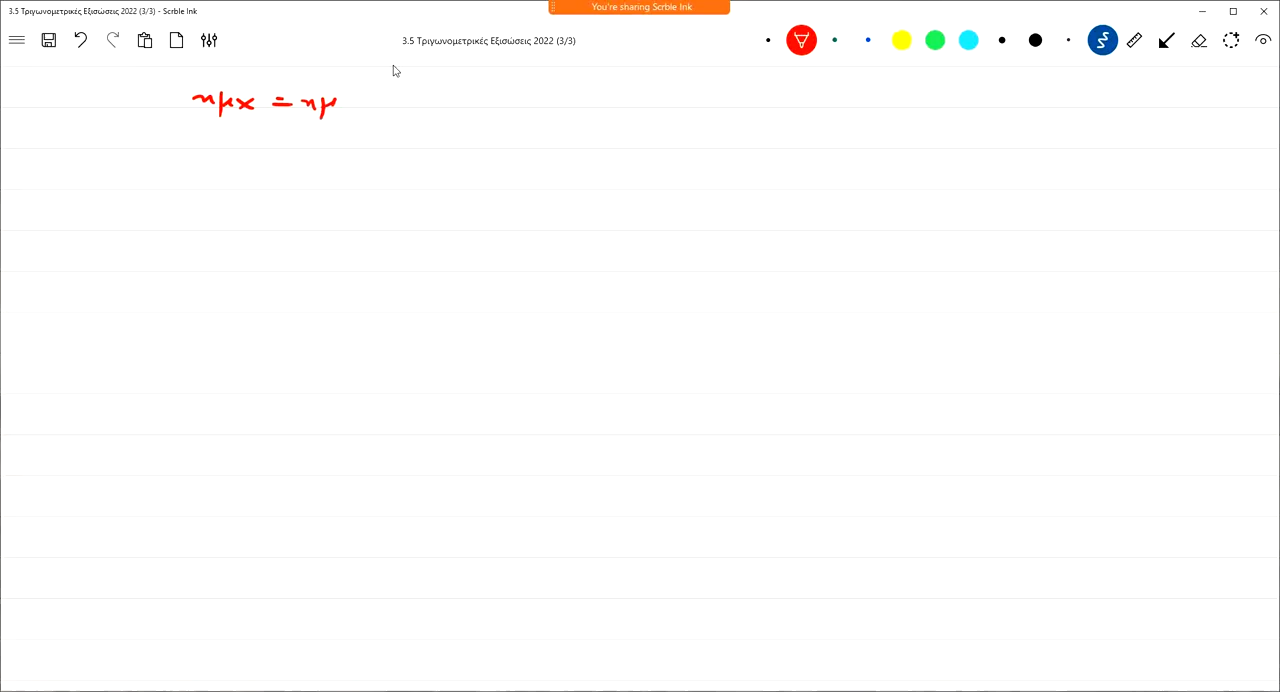 3.5 Τριγωνομετρικές Εξισώσεις 2022 (3/3) - Scrble Ink
You're sharing Scrble Ink
3.5 Τριγωνομετρικές Εξισώσεις 2022 (3/3)
ημx = ημ